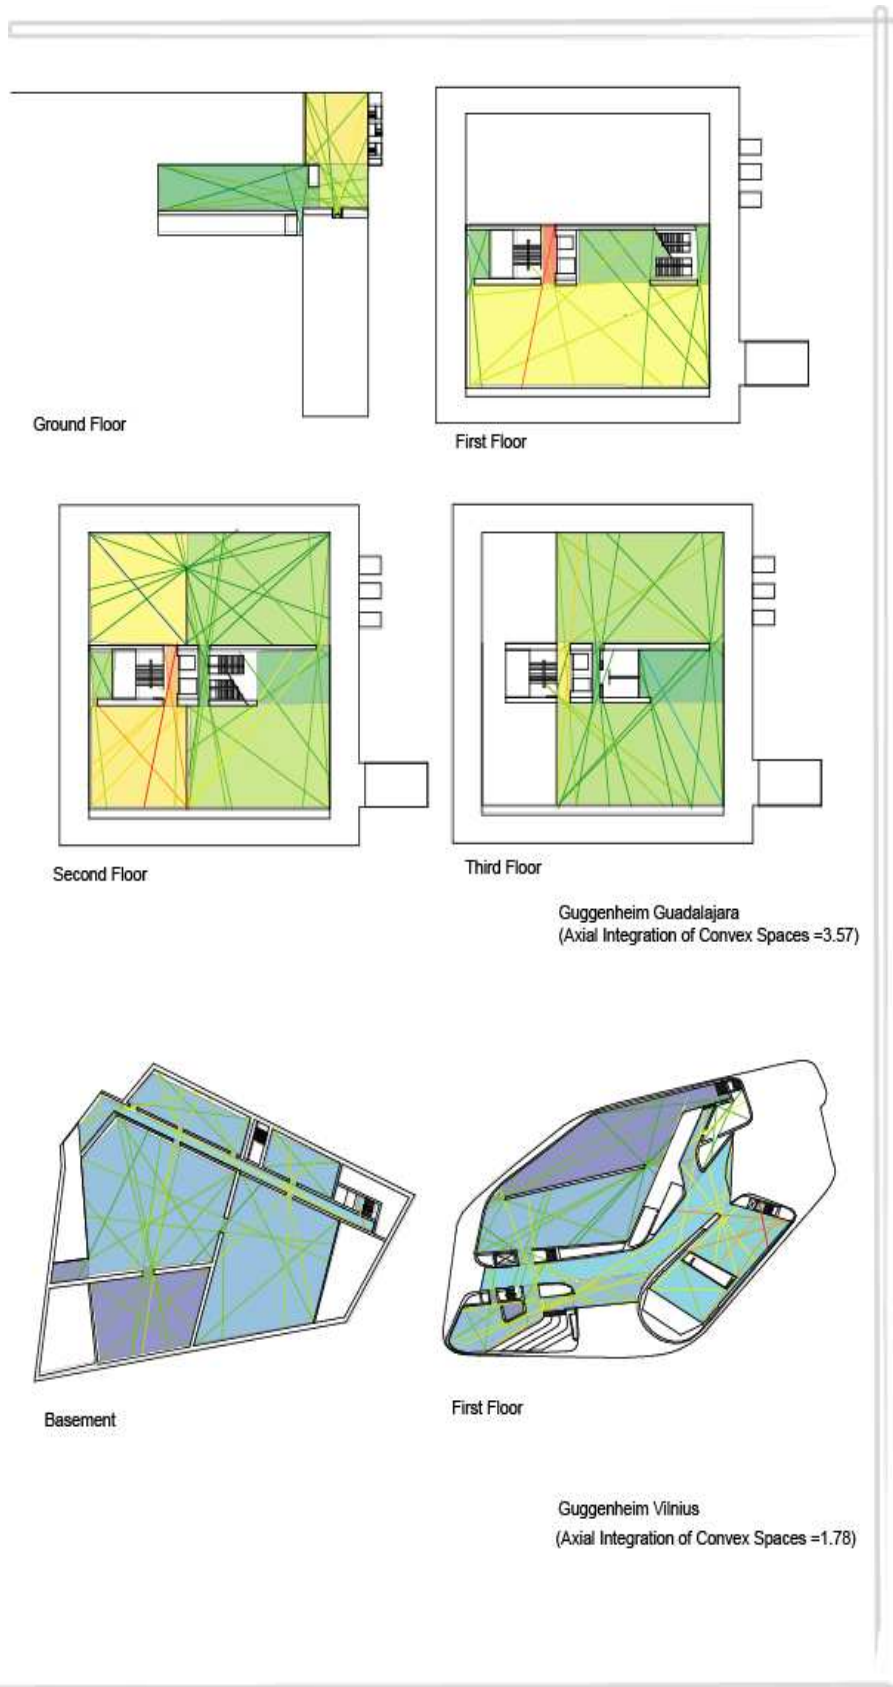 Ground Floor
First Floor
Second Floor
Third Floor
Guggenheim Guadalajara
(Axial Integration of Convex Spaces =3.57)
Basement
First Floor
Guggenheim Vilnius
(Axial Integration of Convex Spaces =1.78)